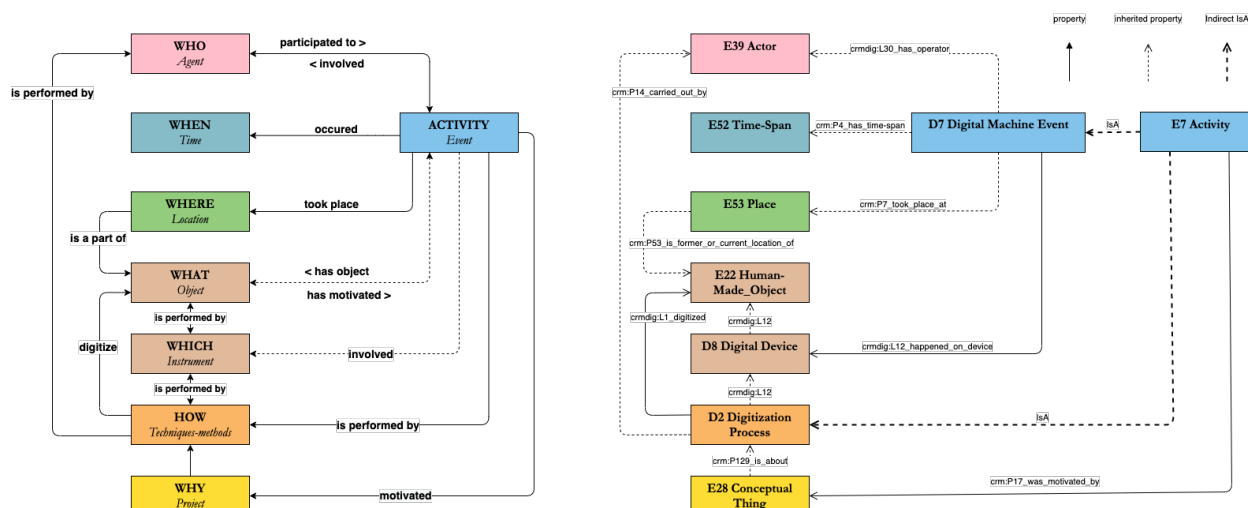 WHO
Agent
participated to >
< involved
is performed by
WHEN
Time
occured
ACTIVITY
Event
WHERE
Location
took place
is a part of
WHAT
Object
< has object
has motivated >
is performed by
digitize
WHICH
Instrument
involved
is performed by
HOW
Techniques-methods
is performed by
WHY
Project
motivated
property
inherited property
Indirect IsA
E39 Actor
crmdig:L30_has_operator
crm:P14_carried_out_by
E52 Time-Span
crm:P4_has_time-span
D7 Digital Machine Event
IsA
E7 Activity
E53 Place
crm:P7_took_place_at
crm:P53_is_former_or_current_location_of
E22 Human-
Made_Object
crmdig:L1_digitized
crmdig:L12
D8 Digital Device
crmdig:L12_happened_on_device
crmdig:L12
D2 Digitization
Process
IsA
crm:P129_is_about
E28 Conceptual
Thing
crm:P17_was_motivated_by